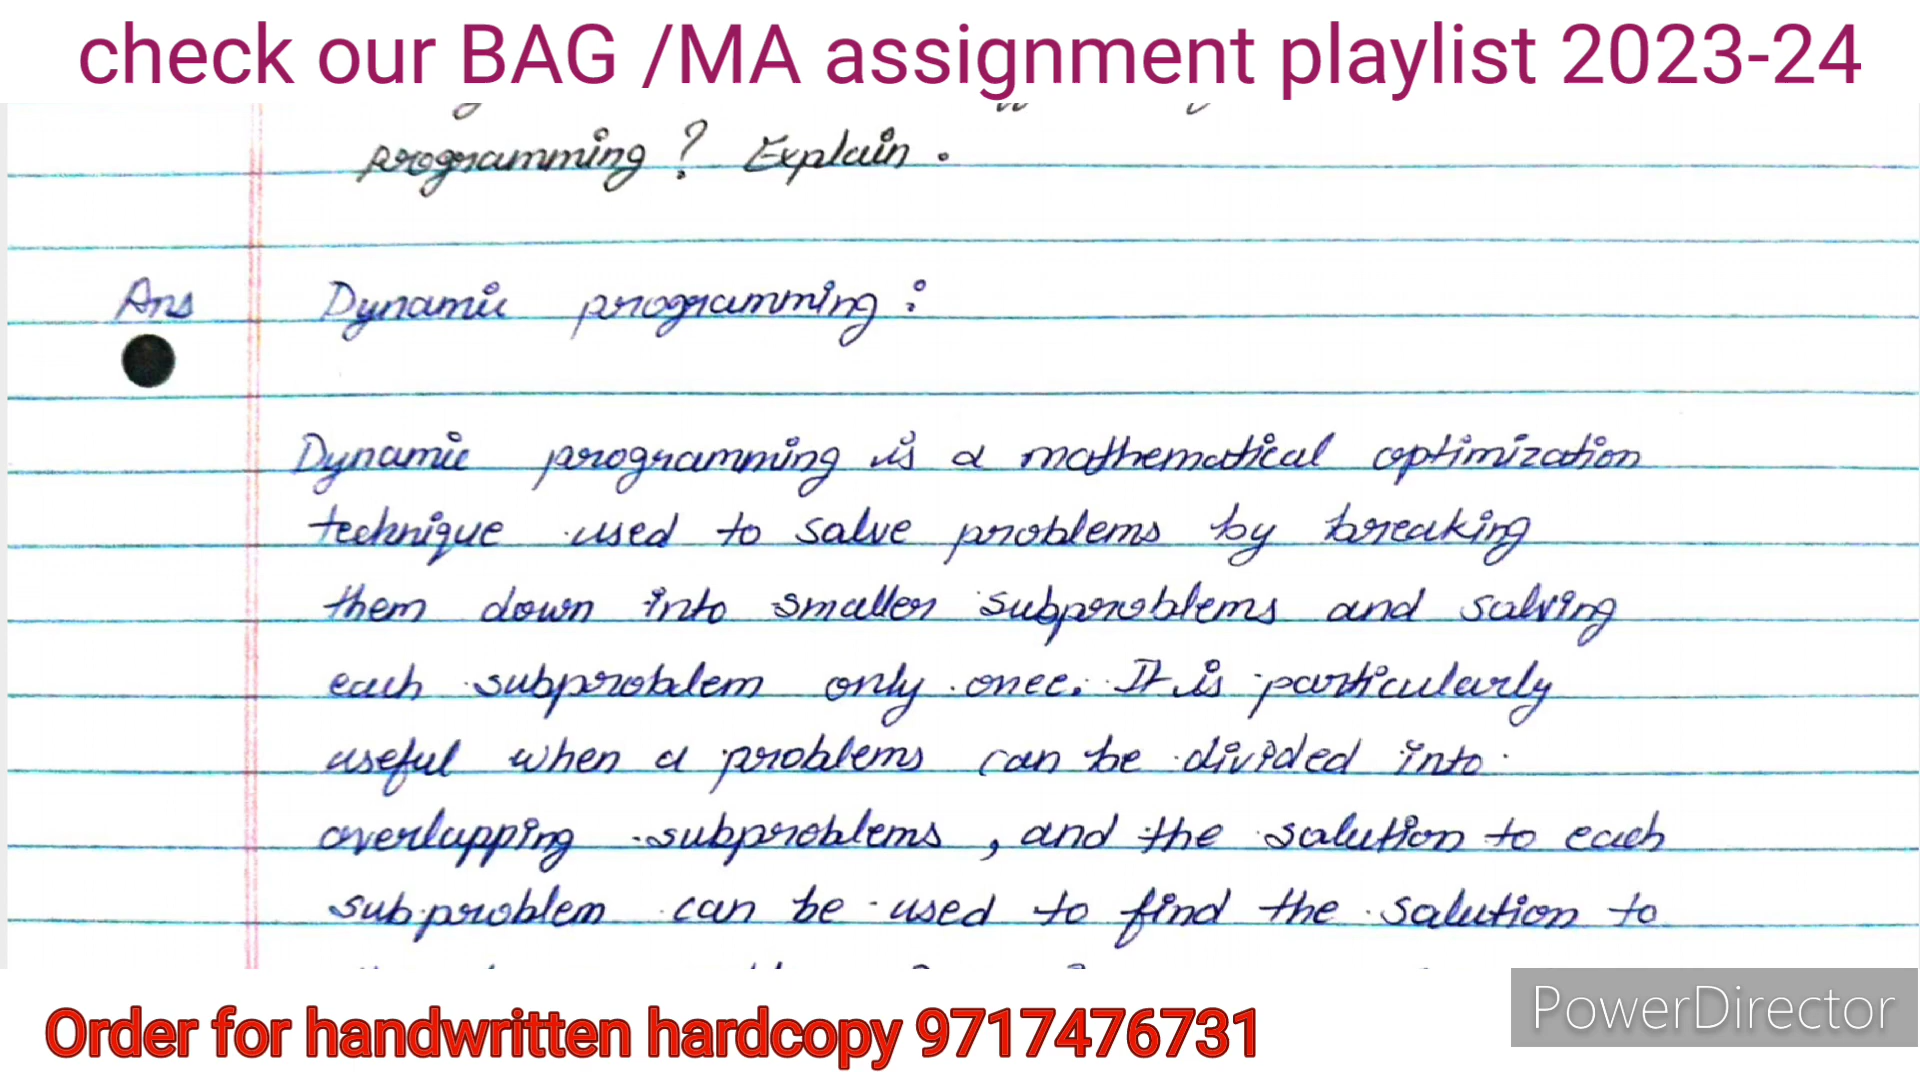 check our BAG /MA assignment playlist 2023-24
programming ? Explain .
Ans Dynamic programming :
Dynamic programming is a mathematical optimization
technique used to solve problems by breaking
them down into smaller subproblems and solving
each subproblem only once. It is particularly
useful when a problems can be divided into
overlapping subproblems , and the solution to each
subproblem can be used to find the solution to
Order for handwritten hardcopy 9717476731
PowerDirector